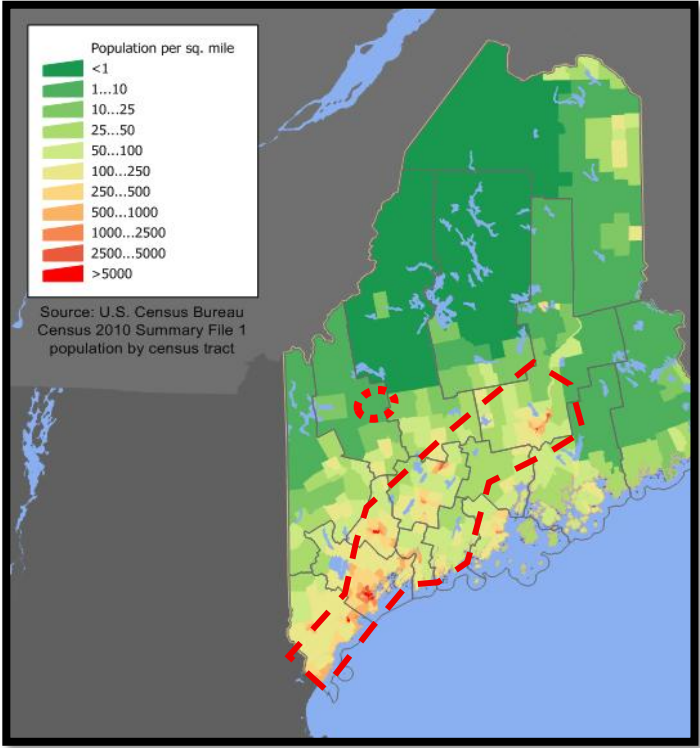 Population per sq. mile
<1
1...10
10...25
25...50
50...100
100...250
250...500
500...1000
1000...2500
2500...5000
>5000
Source: U.S. Census Bureau
Census 2010 Summary File 1
population by census tract